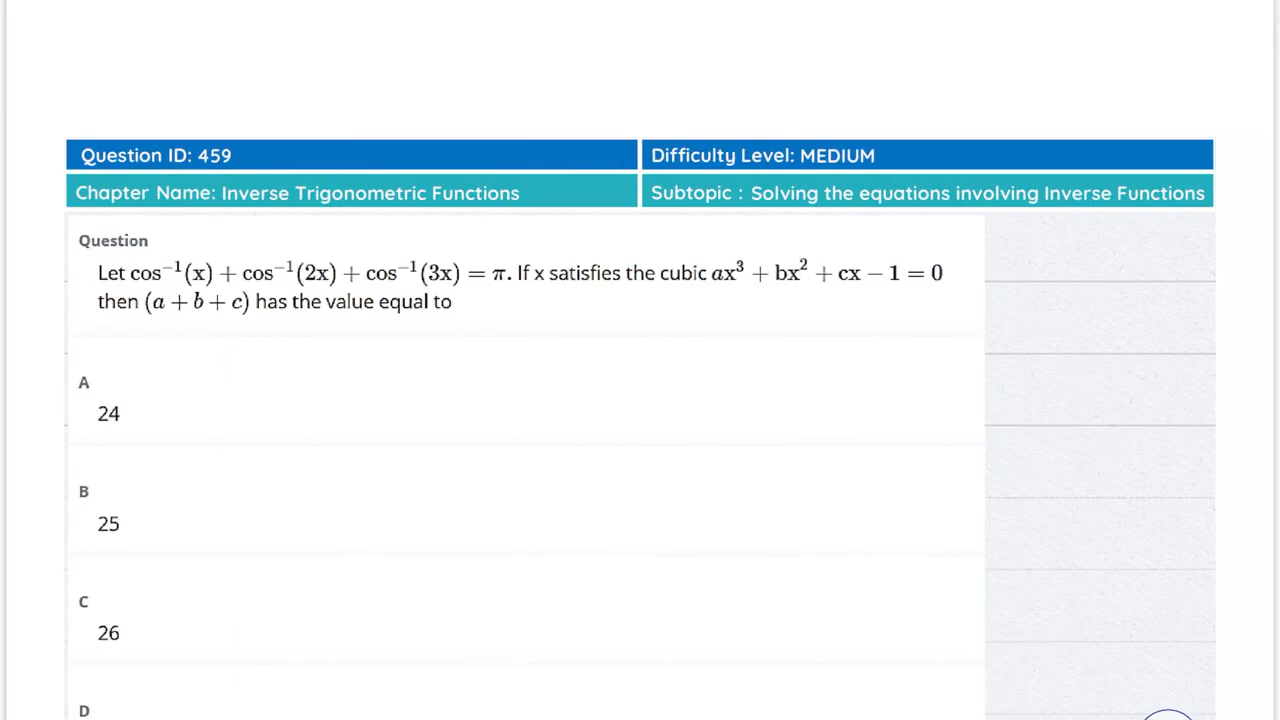 Question ID: 459
Difficulty Level: MEDIUM
Chapter Name: Inverse Trigonometric Functions
Subtopic : Solving the equations involving Inverse Functions
Question
Let cos⁻¹(x) + cos⁻¹(2x) + cos⁻¹(3x) = π. If x satisfies the cubic ax³ + bx² + cx − 1 = 0
then (a + b + c) has the value equal to
A
24
B
25
C
26
D